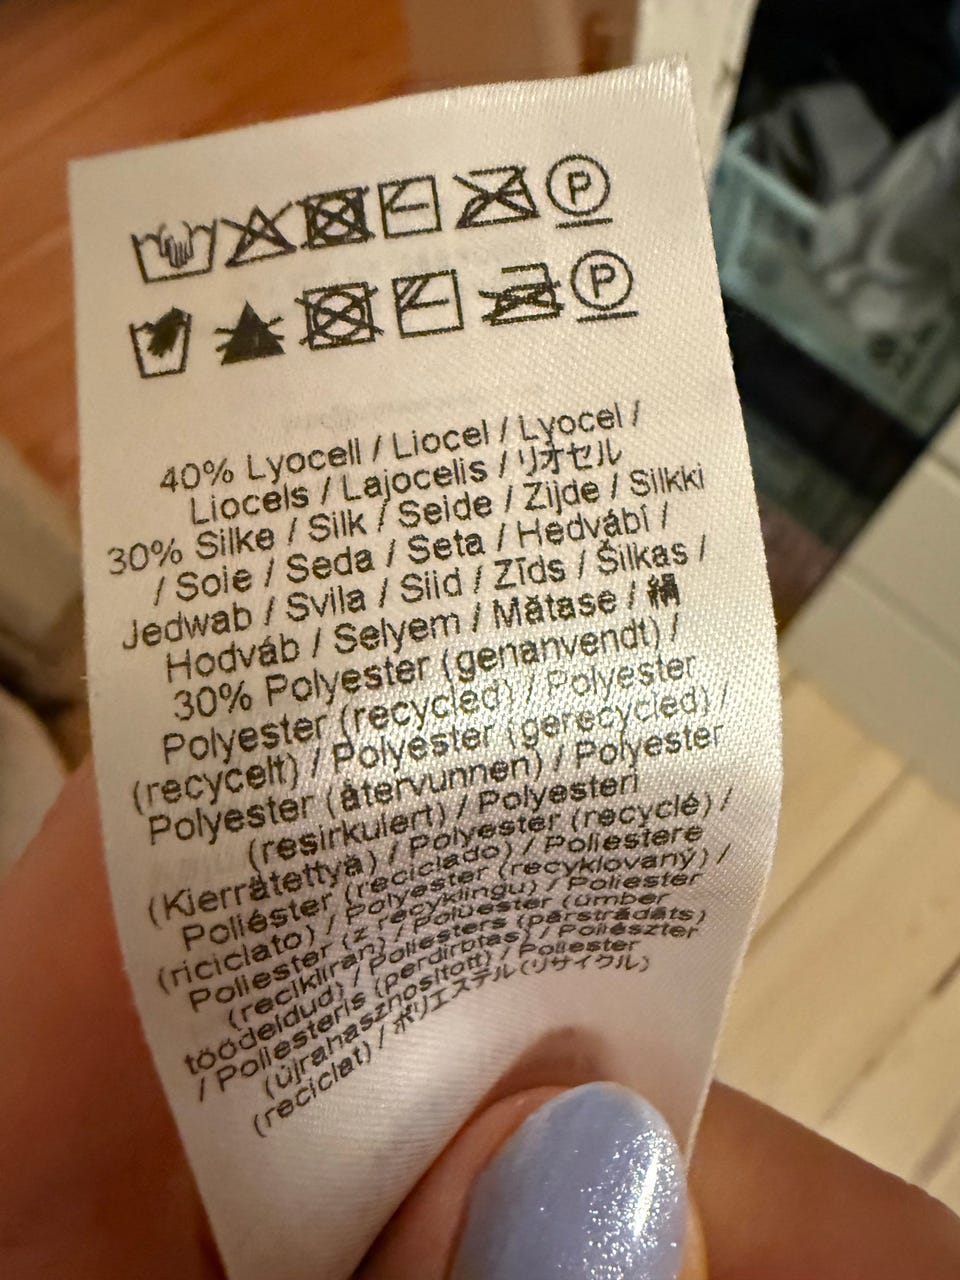 P
P
40% Lyocell / Liocel / Lyocel /
Liocels / Lajocelis / リオセル
30% Silke / Silk / Seide / Zijde / Silkki
/ Soie / Seda / Seta / Hedvábí /
Jedwab / Svila / Siid / Zīds / Šilkas /
Hodváb / Selyem / Mătase / 絹
30% Polyester (genanvendt) /
Polyester (recycled) / Polyester
(recycelt) / Polyester (gerecycled) /
Polyester (återvunnen) / Polyester
(resirkulert) / Polyesteri
(Kierrätettyä) / Polyester (recyclé) /
Poliéster (reciclado) / Poliestere
(riciclato) / Polyester (recyklovaný) /
Poliester (z recyklingu) / Poliester
(recikliran) / Polüester (ümber
töödeldud) / Poliesters (pārstrādāts)
/ Poliesteris (perdirbtas) / Poliészter
(újrahasznosított) / Poliester
(reciclat) / ポリエステル(リサイクル)